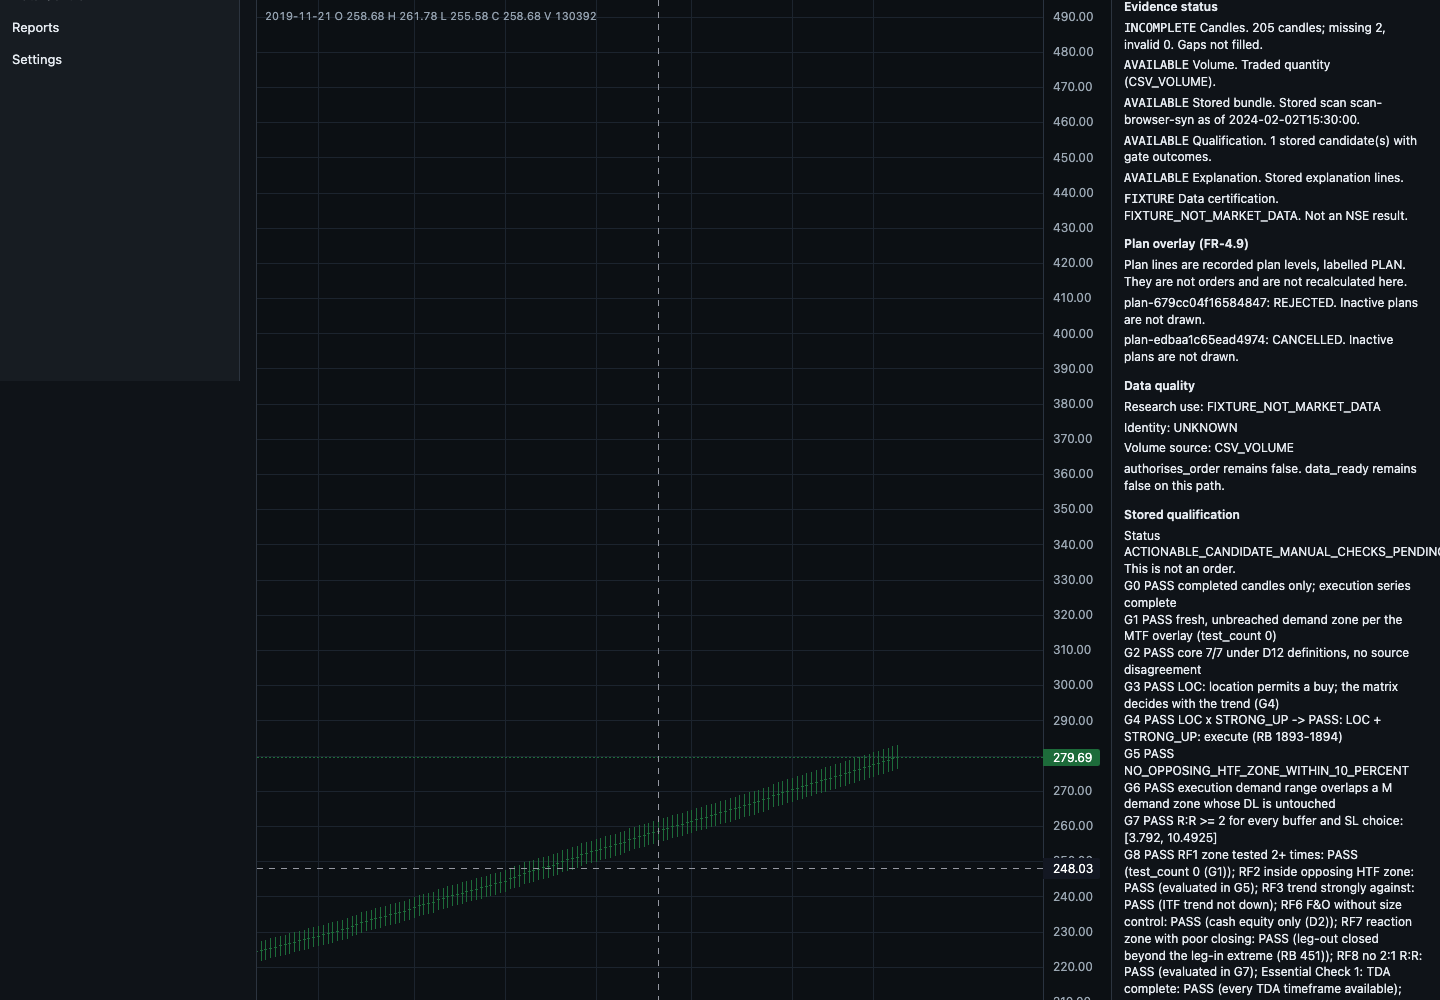 Reports
Settings
2019-11-21 O 258.68 H 261.78 L 255.58 C 258.68 V 130392
490.00
480.00
470.00
460.00
450.00
440.00
430.00
420.00
410.00
400.00
390.00
380.00
370.00
360.00
350.00
340.00
330.00
320.00
310.00
300.00
290.00
279.69
270.00
260.00
248.03
240.00
230.00
220.00
Evidence status
INCOMPLETE Candles. 205 candles; missing 2,
invalid 0. Gaps not filled.
AVAILABLE Volume. Traded quantity
(CSV_VOLUME).
AVAILABLE Stored bundle. Stored scan scan-
browser-syn as of 2024-02-02T15:30:00.
AVAILABLE Qualification. 1 stored candidate(s) with
gate outcomes.
AVAILABLE Explanation. Stored explanation lines.
FIXTURE Data certification.
FIXTURE_NOT_MARKET_DATA. Not an NSE result.
Plan overlay (FR-4.9)
Plan lines are recorded plan levels, labelled PLAN.
They are not orders and are not recalculated here.
plan-679cc04f16584847: REJECTED. Inactive plans
are not drawn.
plan-edbaa1c65ead4974: CANCELLED. Inactive
plans are not drawn.
Data quality
Research use: FIXTURE_NOT_MARKET_DATA
Identity: UNKNOWN
Volume source: CSV_VOLUME
authorises_order remains false. data_ready remains
false on this path.
Stored qualification
Status
ACTIONABLE_CANDIDATE_MANUAL_CHECKS_PENDING
This is not an order.
G0 PASS completed candles only; execution series
complete
G1 PASS fresh, unbreached demand zone per the
MTF overlay (test_count 0)
G2 PASS core 7/7 under D12 definitions, no source
disagreement
G3 PASS LOC: location permits a buy; the matrix
decides with the trend (G4)
G4 PASS LOC x STRONG_UP -> PASS: LOC +
STRONG_UP: execute (RB 1893-1894)
G5 PASS
NO_OPPOSING_HTF_ZONE_WITHIN_10_PERCENT
G6 PASS execution demand range overlaps a M
demand zone whose DL is untouched
G7 PASS R:R >= 2 for every buffer and SL choice:
[3.792, 10.4925]
G8 PASS RF1 zone tested 2+ times: PASS
(test_count 0 (G1)); RF2 inside opposing HTF zone:
PASS (evaluated in G5); RF3 trend strongly against:
PASS (ITF trend not down); RF6 F&O without size
control: PASS (cash equity only (D2)); RF7 reaction
zone with poor closing: PASS (leg-out closed
beyond the leg-in extreme (RB 451)); RF8 no 2:1 R:R:
PASS (evaluated in G7); Essential Check 1: TDA
complete: PASS (every TDA timeframe available);